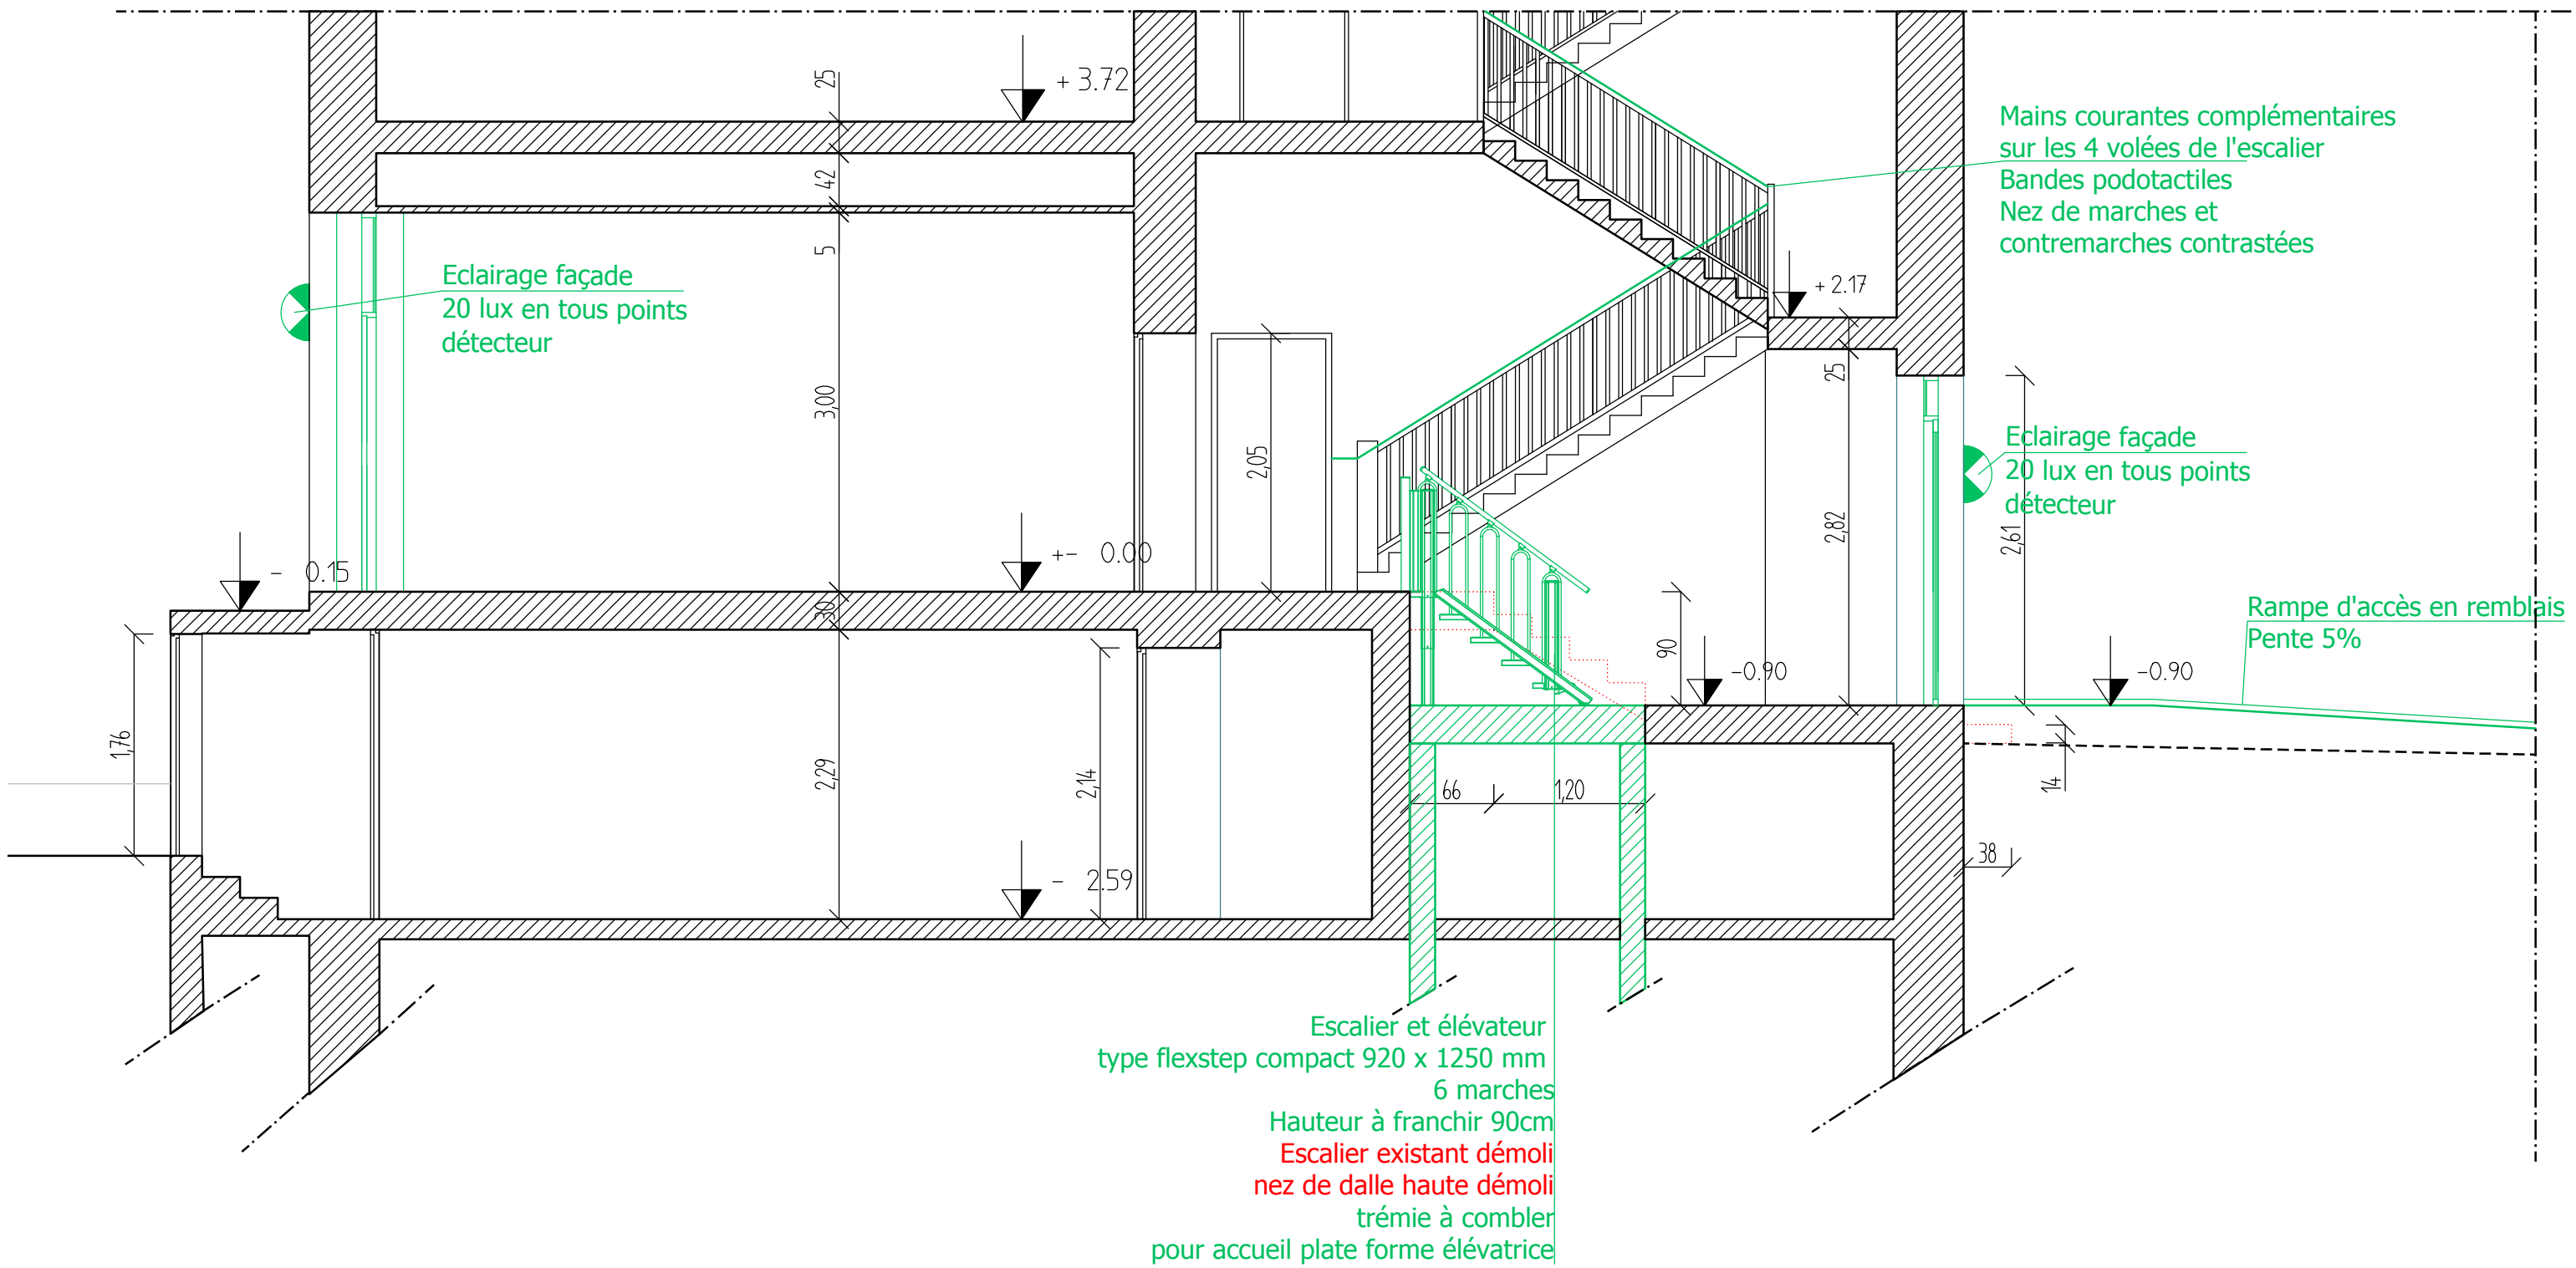 25
+ 3.72
42
5
Mains courantes complémentaires
sur les 4 volées de l'escalier
Bandes podotactiles
Nez de marches et
contremarches contrastées
Eclairage façade
20 lux en tous points
détecteur
+ 2.17
25
3,00
2,05
Eclairage façade
20 lux en tous points
détecteur
2,82
2,61
- 0.15
+- 0.00
30
90
-0.90
-0.90
Rampe d'accès en remblais
Pente 5%
1,76
2,29
2,14
66
1,20
14
38
- 2.59
Escalier et élévateur
type flexstep compact 920 x 1250 mm
6 marches
Hauteur à franchir 90cm
Escalier existant démoli
nez de dalle haute démoli
trémie à combler
pour accueil plate forme élévatrice